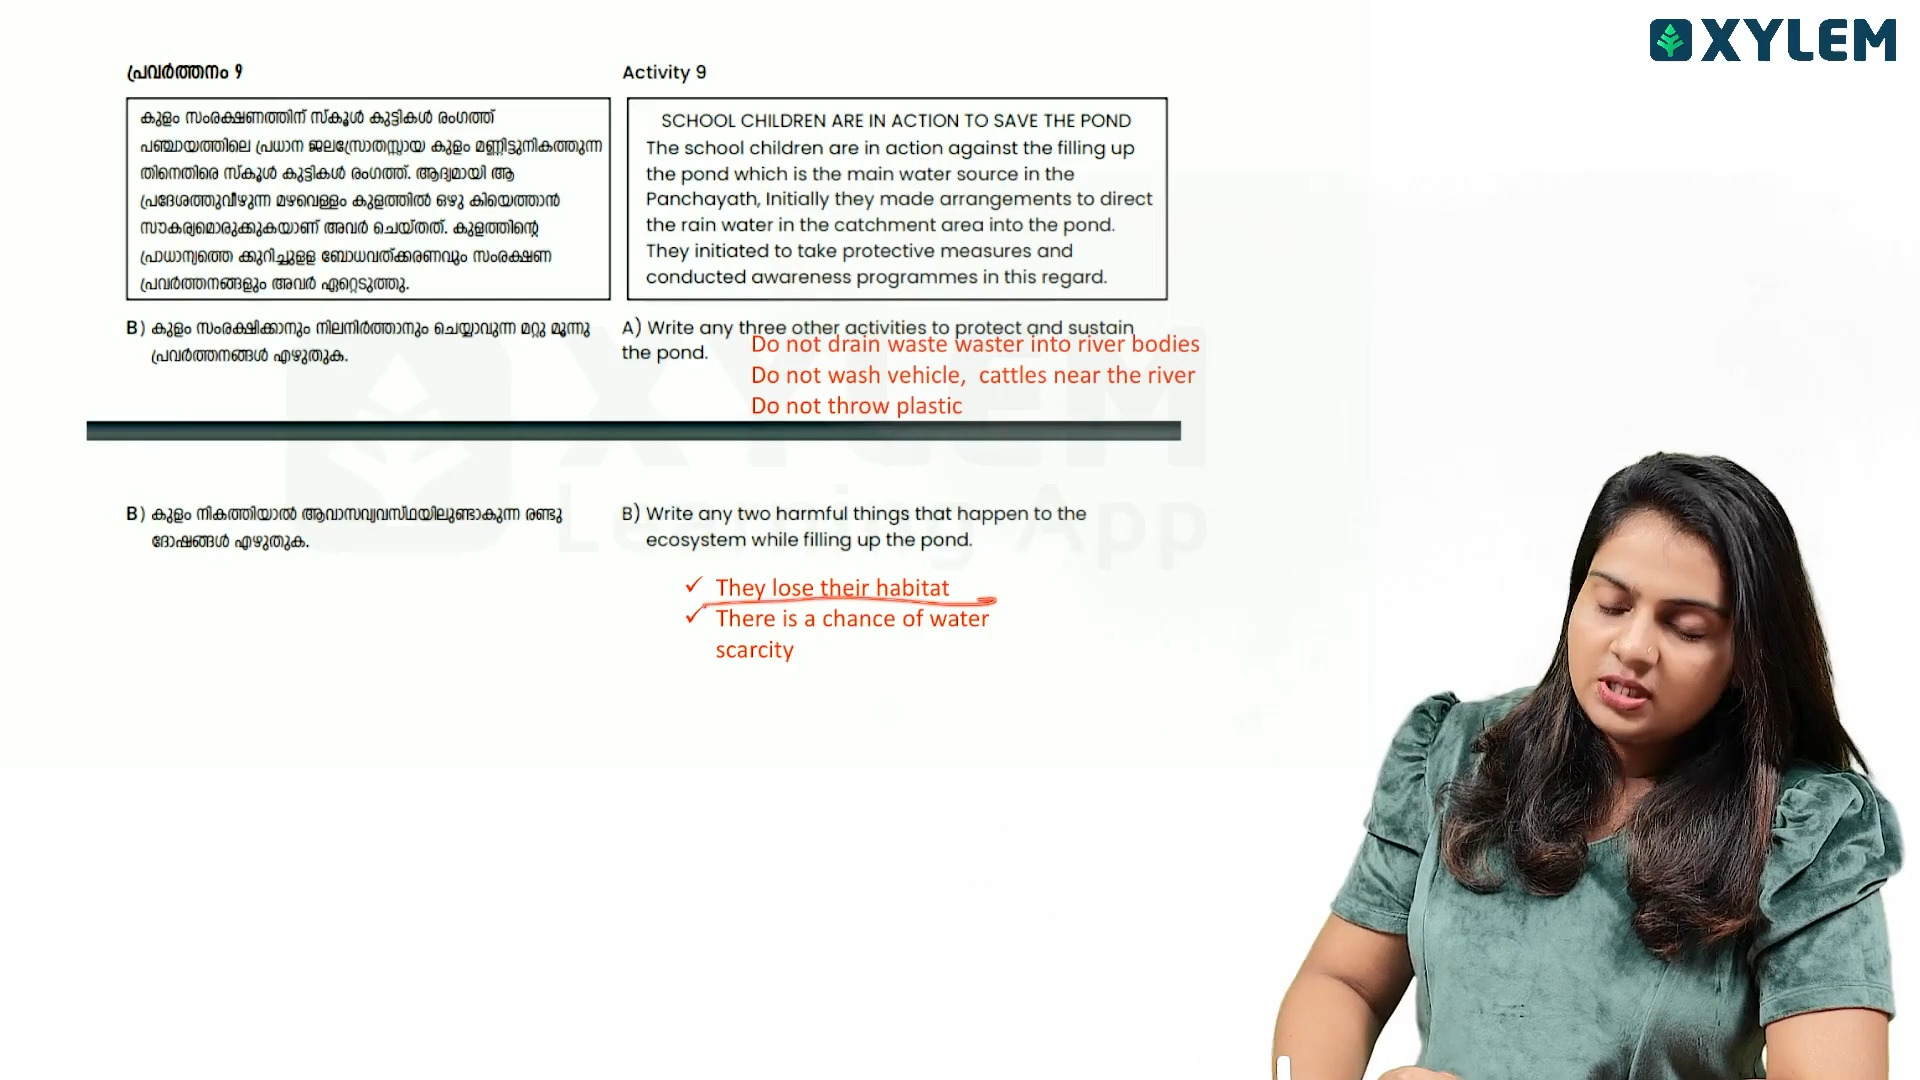 XYLEM
പ്രവർത്തനം 9
കുളം സംരക്ഷണത്തിന് സ്കൂൾ കുട്ടികൾ രംഗത്ത്
പഞ്ചായത്തിലെ പ്രധാന ജലസ്രോതസ്സായ കുളം മണ്ണിട്ടുനികത്തുന്ന
തിനെതിരെ സ്കൂൾ കുട്ടികൾ രംഗത്ത്. ആദ്യമായി ആ
പ്രദേശത്തുവീഴുന്ന മഴവെള്ളം കുളത്തിൽ ഒഴു കിയെത്താൻ
സൗകര്യമൊരുക്കുകയാണ് അവർ ചെയ്തത്. കുളത്തിന്റെ
പ്രാധാന്യത്തെ ക്കുറിച്ചുളള ബോധവത്ക്കരണവും സംരക്ഷണ
പ്രവർത്തനങ്ങളും അവർ ഏറ്റെടുത്തു.
B) കുളം സംരക്ഷിക്കാനും നിലനിർത്താനും ചെയ്യാവുന്ന മറ്റു മൂന്നു
പ്രവർത്തനങ്ങൾ എഴുതുക.
Activity 9
SCHOOL CHILDREN ARE IN ACTION TO SAVE THE POND
The school children are in action against the filling up
the pond which is the main water source in the
Panchayath, Initially they made arrangements to direct
the rain water in the catchment area into the pond.
They initiated to take protective measures and
conducted awareness programmes in this regard.
A) Write any three other activities to protect and sustain
the pond.
Do not drain waste waster into river bodies
Do not wash vehicle, cattles near the river
Do not throw plastic
B) കുളം നികത്തിയാൽ ആവാസവ്യവസ്ഥയിലുണ്ടാകുന്ന രണ്ടു
ദോഷങ്ങൾ എഴുതുക.
B) Write any two harmful things that happen to the
ecosystem while filling up the pond.
✓ They lose their habitat
✓ There is a chance of water
scarcity
XYLEM
Learning App